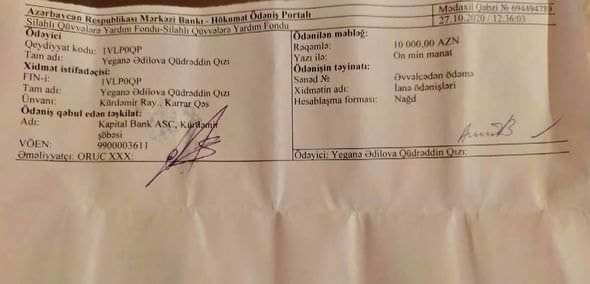 Azərbaycan Respublikası Mərkəzi Bankı - Hökumət Ödəniş Portalı
Mədaxil Qəbzi № 694494789
Silahlı Qüvvələrə Yardım Fondu-Silahlı Qüvvələrə Yardım Fondu
27.10.2020 / 12:36:03
Ödəyici
Qeydiyyat kodu: 1VLP0QP
Tam adı: Yeganə Ədilova Qüdrəddin Qızı
Xidmət istifadəçisi:
FIN-i: 1VLP0QP
Tam adı: Yeganə Ədilova Qüdrəddin Qızı
Ünvanı: Kürdəmir Ray., Karrar Qəs
Ödəniş qəbul edən təşkilat:
Adı: Kapital Bank ASC, Kürdəmir
şöbəsi
VÖEN: 9900003611
Əməliyyatçı: ORUC XXX:
Ödənilən məbləğ:
Rəqəmlə: 10 000,00 AZN
Yazı ilə: On min manat
Ödənişin təyinatı:
Sənəd № Əvvəlcədən ödəmə
Xidmətin adı: İanə ödənişləri
Hesablaşma forması: Nağd
Ödəyici: Yeganə Ədilova Qüdrəddin Qızı: